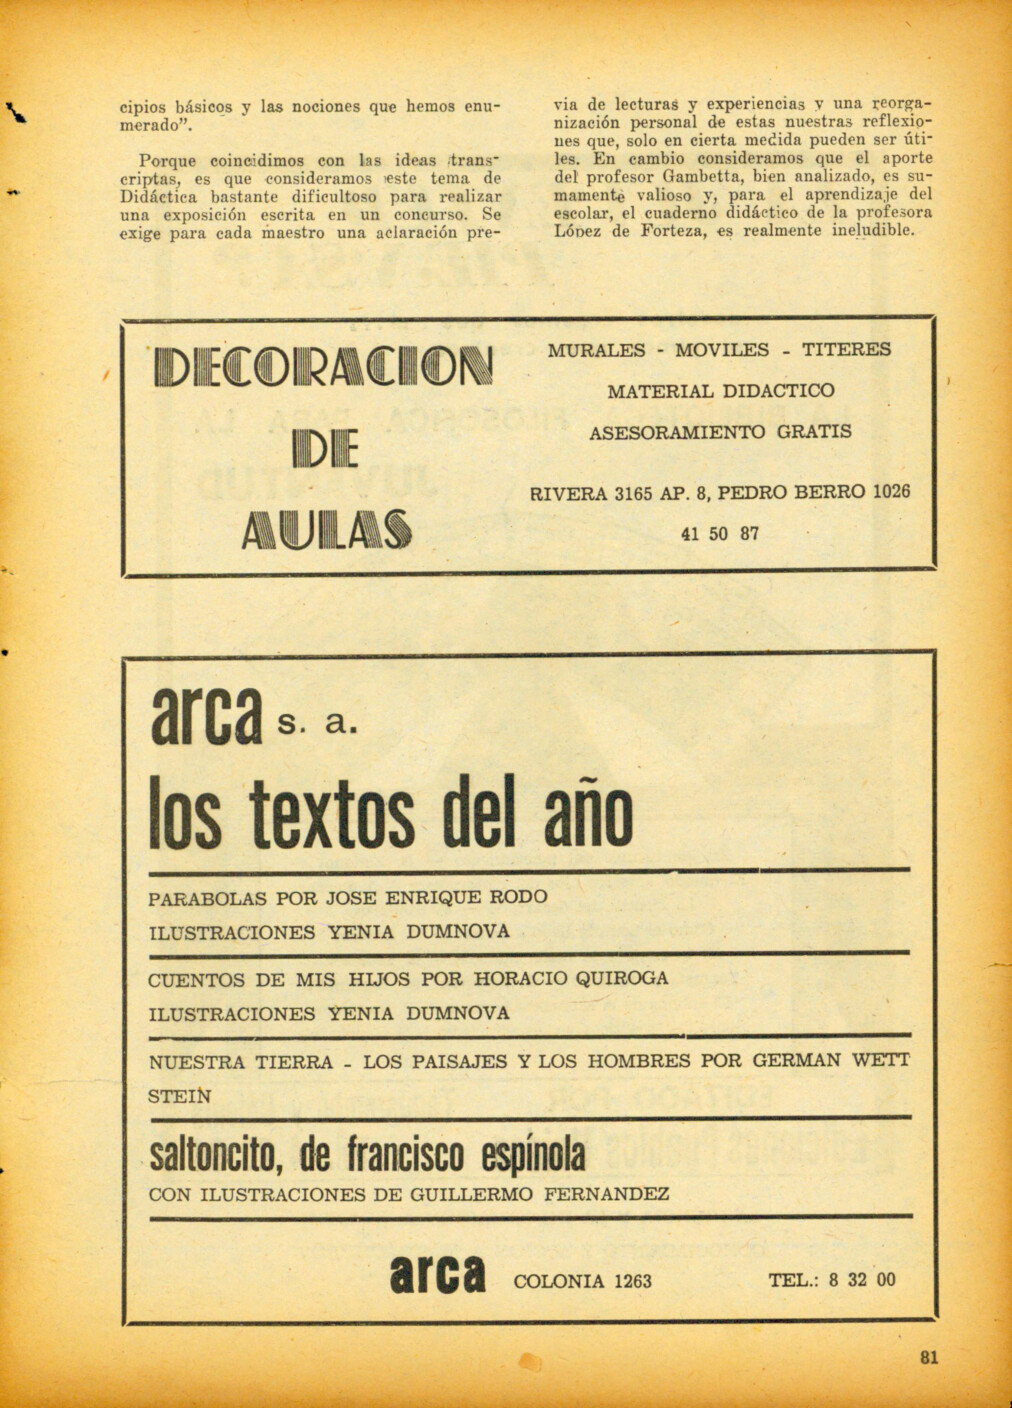 cipios básicos y las nociones que hemos enu-
merado”.
Porque coincidimos con las ideas trans-
criptas, es que consideramos este tema de
Didáctica bastante dificultoso para realizar
una exposición escrita en un concurso. Se
exige para cada maestro una aclaración pre-
via de lecturas y experiencias y una reorga-
nización personal de estas nuestras reflexio-
nes que, solo en cierta medida pueden ser úti-
les. En cambio consideramos que el aporte
del profesor Gambetta, bien analizado, es su-
mamente valioso y, para el aprendizaje del
escolar, el cuaderno didáctico de la profesora
López de Forteza, es realmente ineludible.
DECORACION
DE
AULAS
MURALES - MOVILES - TITERES
MATERIAL DIDACTICO
ASESORAMIENTO GRATIS
RIVERA 3165 AP. 8, PEDRO BERRO 1026
41 50 87
arca s. a.
los textos del año
PARABOLAS POR JOSE ENRIQUE RODO
ILUSTRACIONES YENIA DUMNOVA
CUENTOS DE MIS HIJOS POR HORACIO QUIROGA
ILUSTRACIONES YENIA DUMNOVA
NUESTRA TIERRA - LOS PAISAJES Y LOS HOMBRES POR GERMAN WETT
STEIN
saltoncito, de francisco espínola
CON ILUSTRACIONES DE GUILLERMO FERNANDEZ
arca COLONIA 1263 TEL.: 8 32 00
81